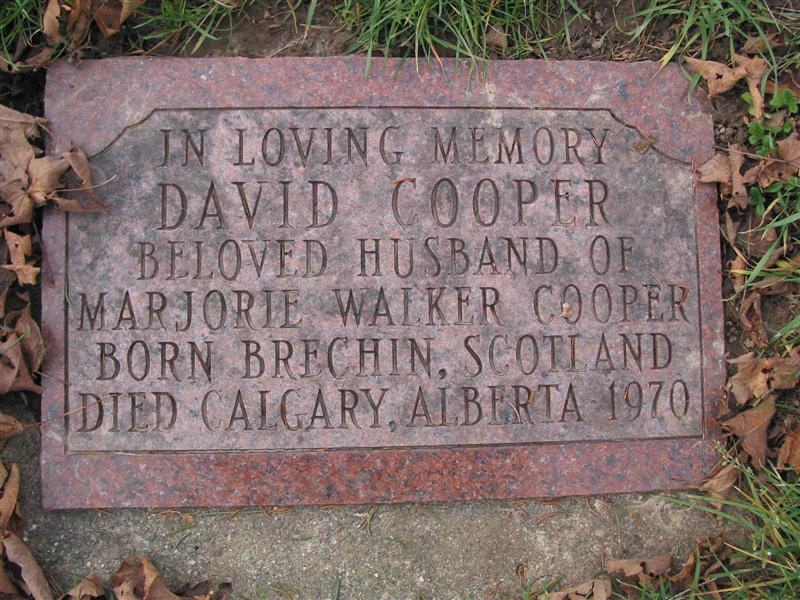 IN LOVING MEMORY
DAVID COOPER
BELOVED HUSBAND OF
MARJORIE WALKER COOPER
BORN BRECHIN, SCOTLAND
DIED CALGARY, ALBERTA - 1970